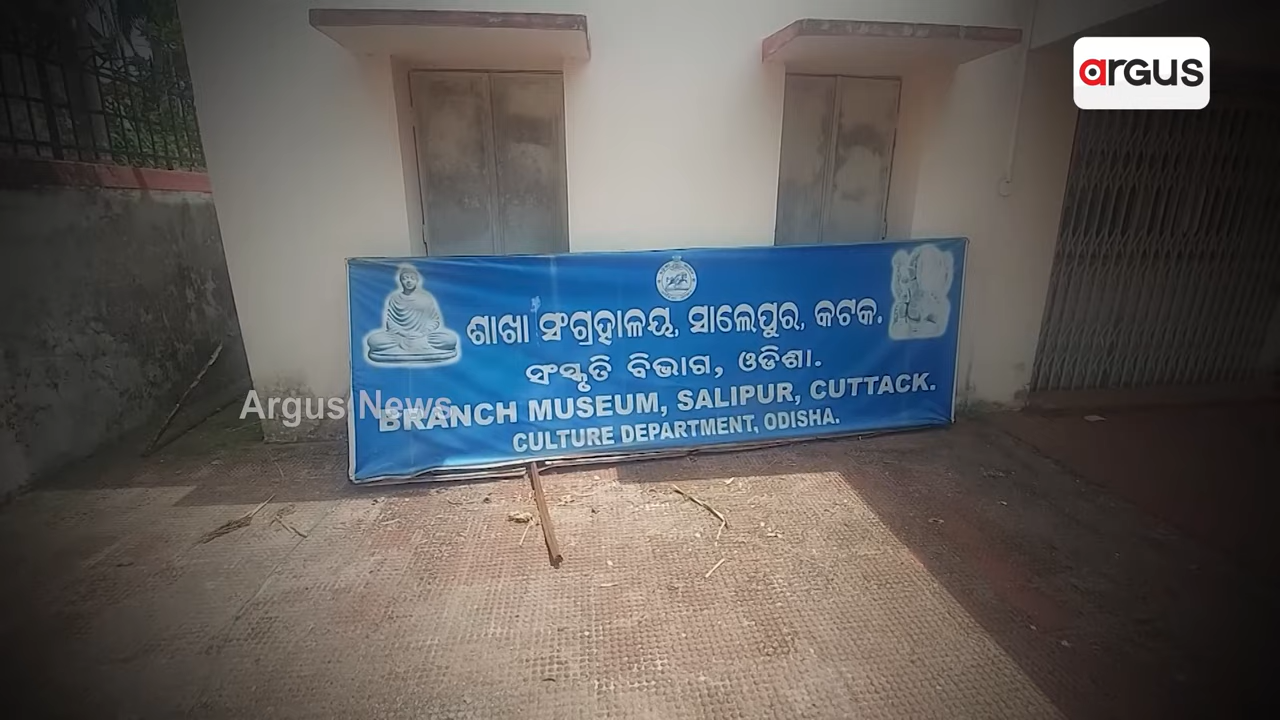 argus
ଶାଖା ସଂଗ୍ରହାଳୟ, ସାଲେପୁର, କଟକ.
ସଂସ୍କୃତି ବିଭାଗ, ଓଡିଶା.
Argus News
BRANCH MUSEUM, SALIPUR, CUTTACK.
CULTURE DEPARTMENT, ODISHA.